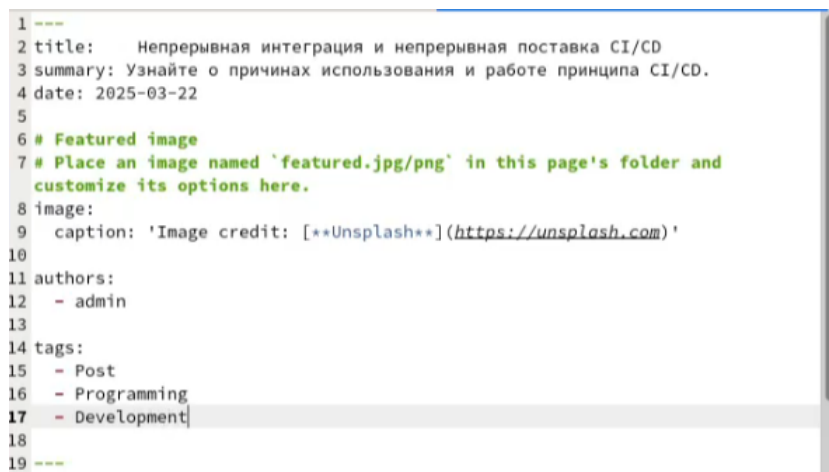 1 ---
2 title:    Непрерывная интеграция и непрерывная поставка CI/CD
3 summary: Узнайте о причинах использования и работе принципа CI/CD.
4 date: 2025-03-22
5
6 # Featured image
7 # Place an image named `featured.jpg/png` in this page's folder and
customize its options here.
8 image:
9   caption: 'Image credit: [**Unsplash**](https://unsplash.com)'
10
11 authors:
12   - admin
13
14 tags:
15   - Post
16   - Programming
17   - Development
18
19 ---